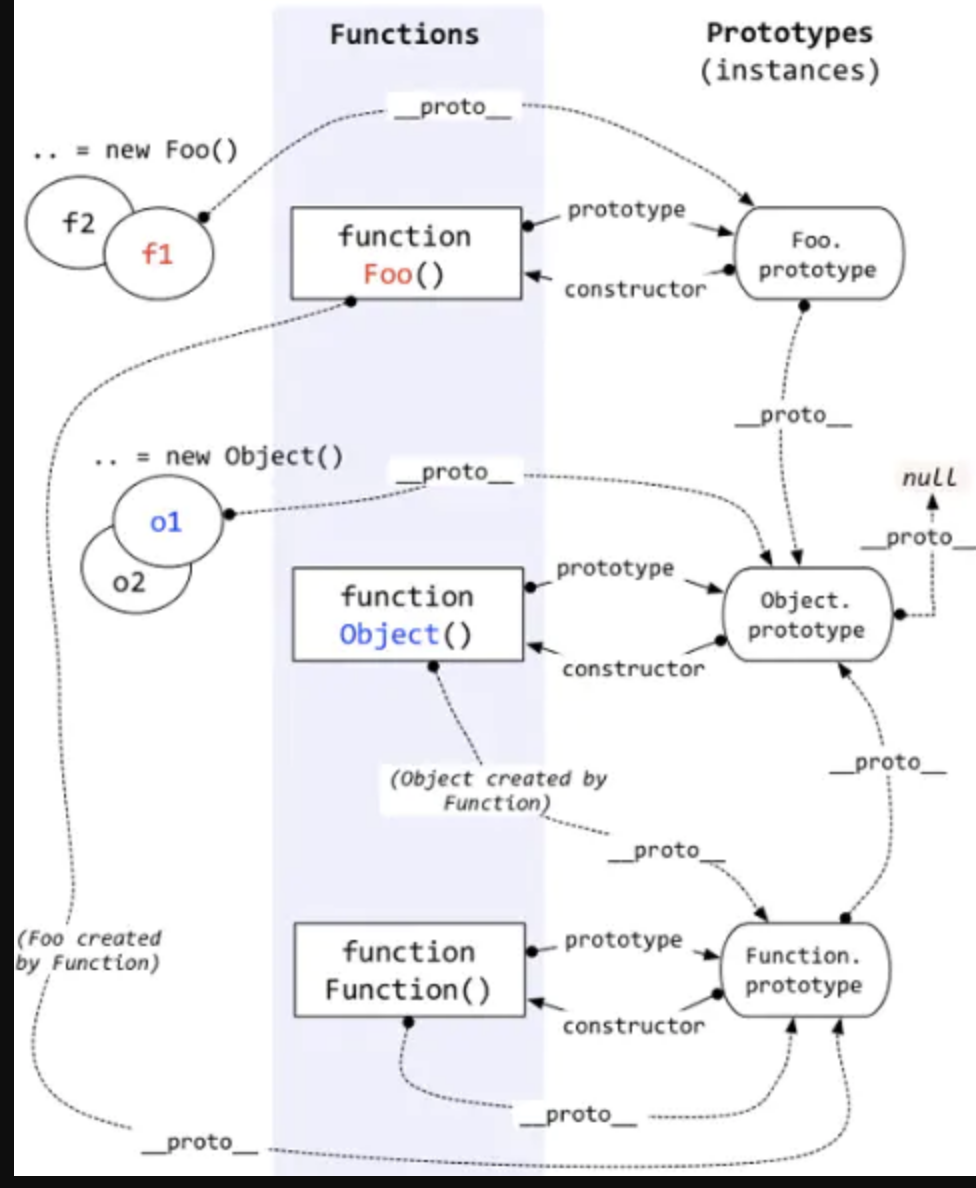 Functions
Prototypes
(instances)
__proto__
.. = new Foo()
f2
f1
function
Foo()
prototype
constructor
Foo.
prototype
__proto__
.. = new Object()
__proto__
null
__proto__
o1
o2
function
Object()
prototype
constructor
Object.
prototype
(Object created by
Function)
__proto__
__proto__
(Foo created
by Function)
function
Function()
prototype
constructor
Function.
prototype
__proto__
__proto__